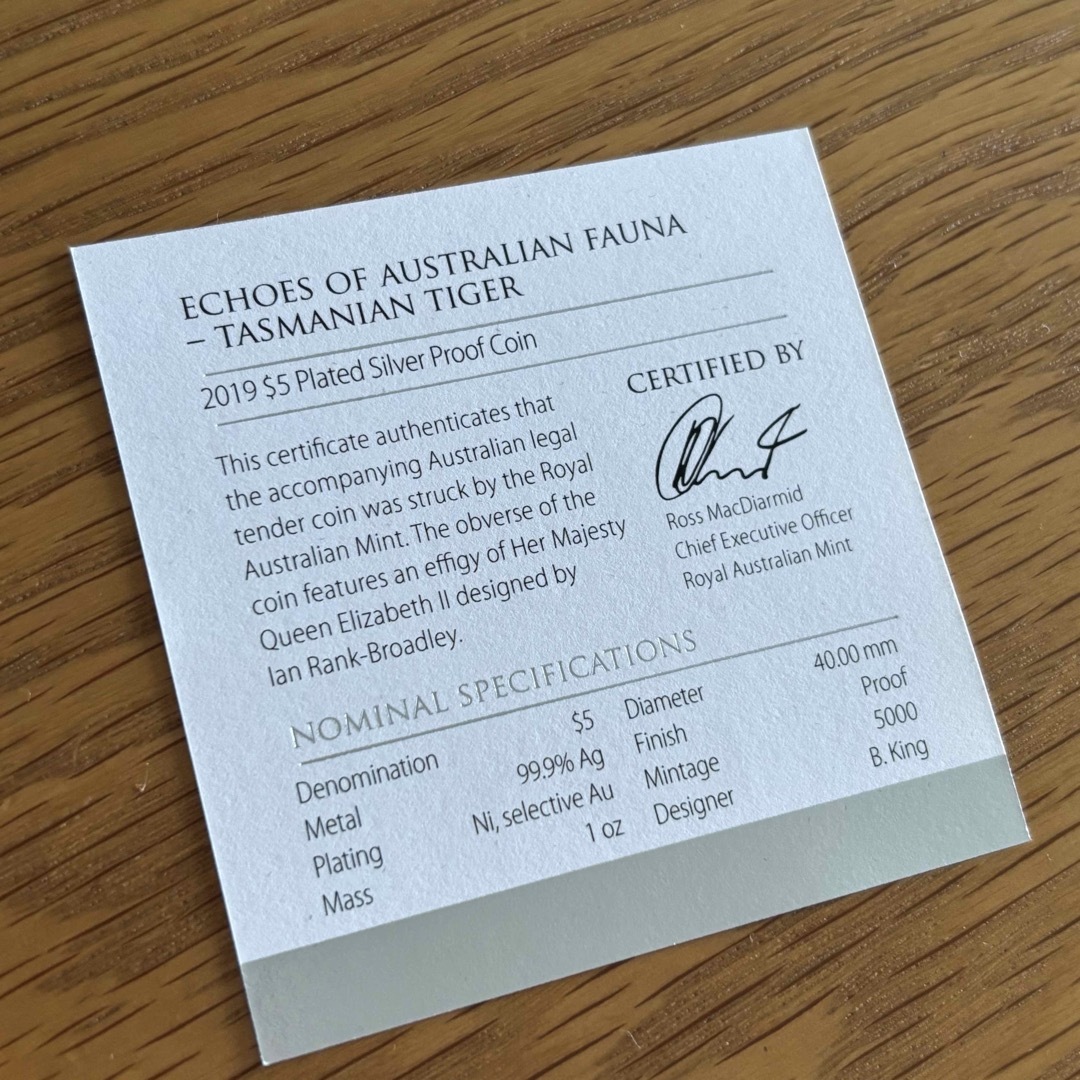 ECHOES OF AUSTRALIAN FAUNA
– TASMANIAN TIGER
2019 $5 Plated Silver Proof Coin
This certificate authenticates that
the accompanying Australian legal
tender coin was struck by the Royal
Australian Mint. The obverse of the
coin features an effigy of Her Majesty
Queen Elizabeth II designed by
Ian Rank-Broadley.
CERTIFIED BY
Ross MacDiarmid
Chief Executive Officer
Royal Australian Mint
NOMINAL SPECIFICATIONS
Denomination $5
Metal 99.9% Ag
Plating Ni, selective Au
Mass 1 oz
Diameter 40.00 mm
Finish Proof
Mintage 5000
Designer B. King